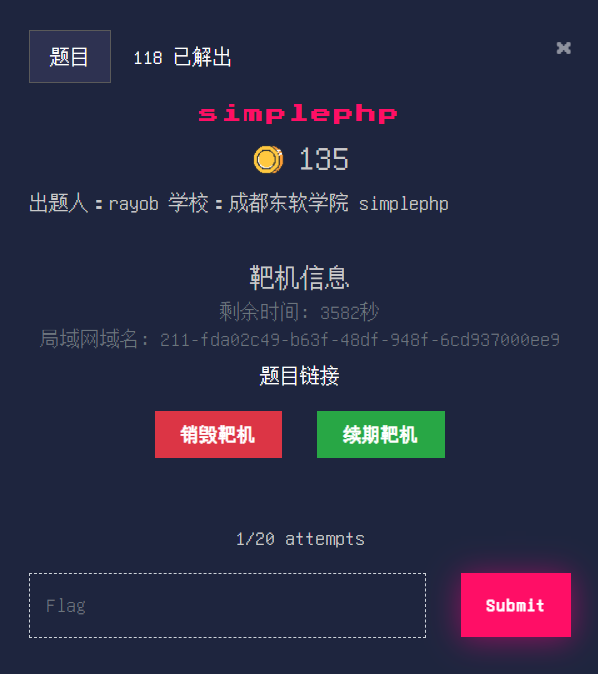 题目 118 已解出 ×
simplephp
135
出题人：rayob 学校：成都东软学院 simplephp
靶机信息
剩余时间: 3582秒
局域网域名: 211-fda02c49-b63f-48df-948f-6cd937000ee9
题目链接
销毁靶机 续期靶机
1/20 attempts
Flag Submit